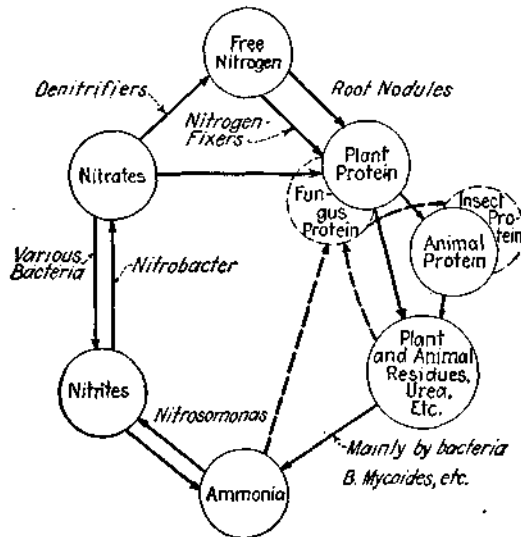 Free
Nitrogen
Denitrifiers
Root Nodules
Nitrogen-
Fixers
Nitrates
Plant
Protein
Fun-
gus
Protein
Insect
Pro-
tein
Animal
Protein
Various
Bacteria
Nitrobacter
Plant
and Animal
Residues,
Urea,
Etc.
Nitrites
Nitrosomonas
Mainly by bacteria
B. Mycoides, etc.
Ammonia